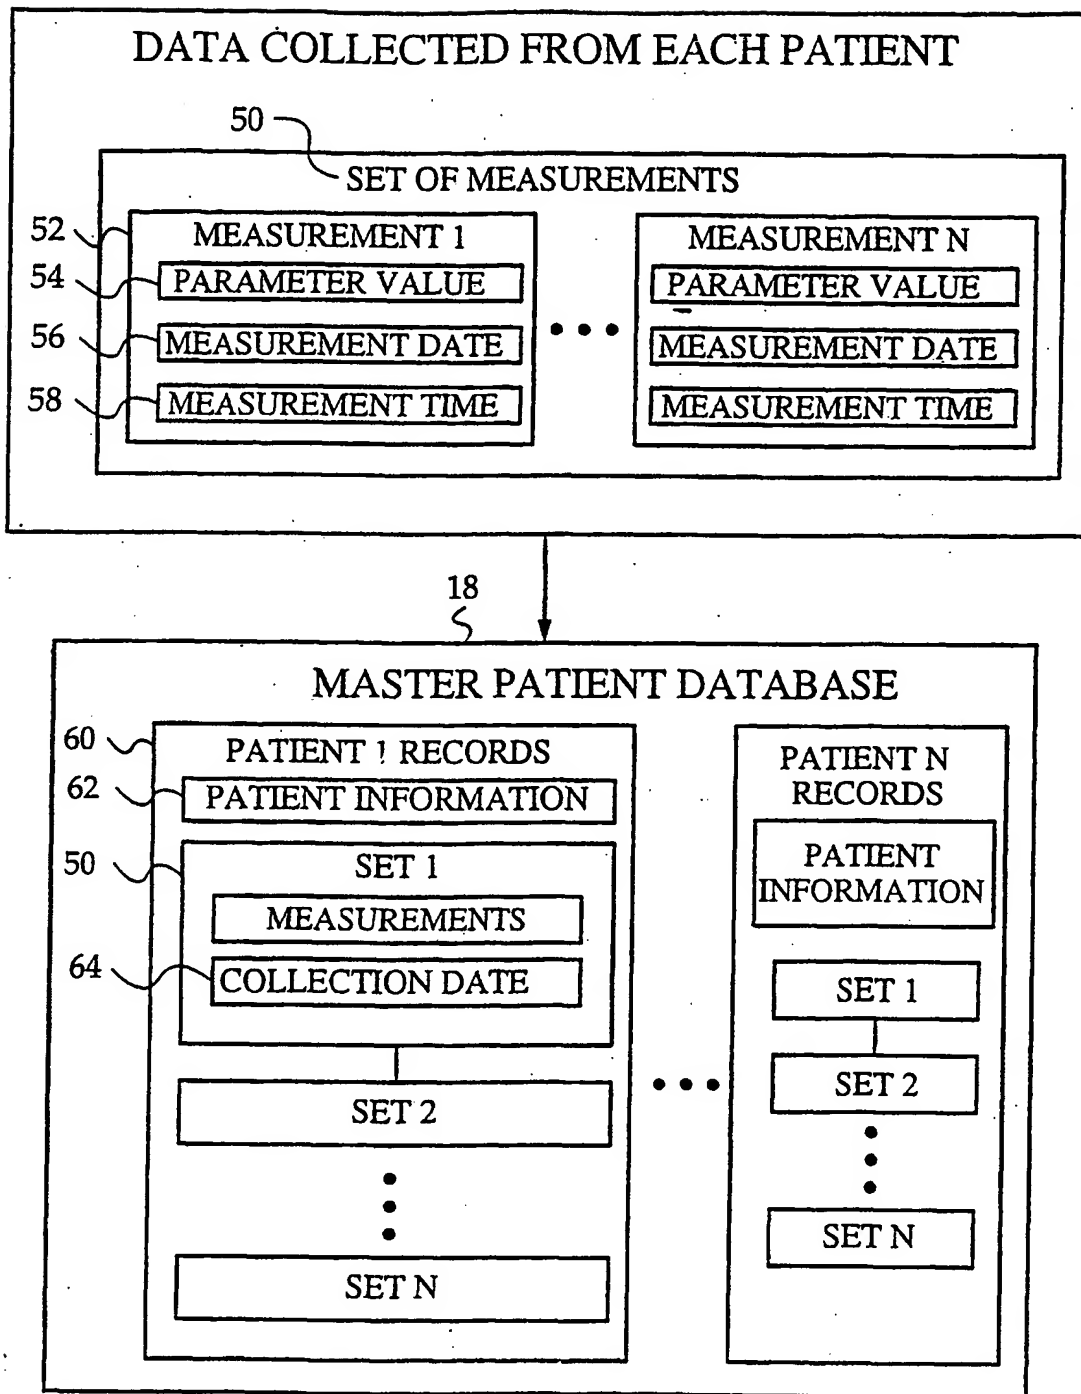 DATA COLLECTED FROM EACH PATIENT
50
SET OF MEASUREMENTS
52
MEASUREMENT 1
54
PARAMETER VALUE
56
MEASUREMENT DATE
58
MEASUREMENT TIME
MEASUREMENT N
PARAMETER VALUE
MEASUREMENT DATE
MEASUREMENT TIME
18
MASTER PATIENT DATABASE
60
PATIENT 1 RECORDS
62
PATIENT INFORMATION
50
SET 1
MEASUREMENTS
64
COLLECTION DATE
SET 2
SET N
PATIENT N
RECORDS
PATIENT
INFORMATION
SET 1
SET 2
SET N